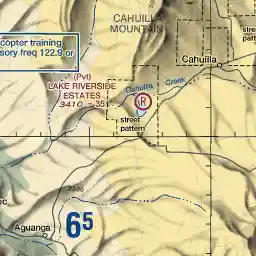 CAHUILLA
MOUNTAIN
copter training
sory freq 122.9 or
street
pattern
(Pvt)
LAKE RIVERSIDE
ESTATES
3410 - 35
Cahuilla Creek
R
Cahuilla
street
pattern
2500
65
Aguanga